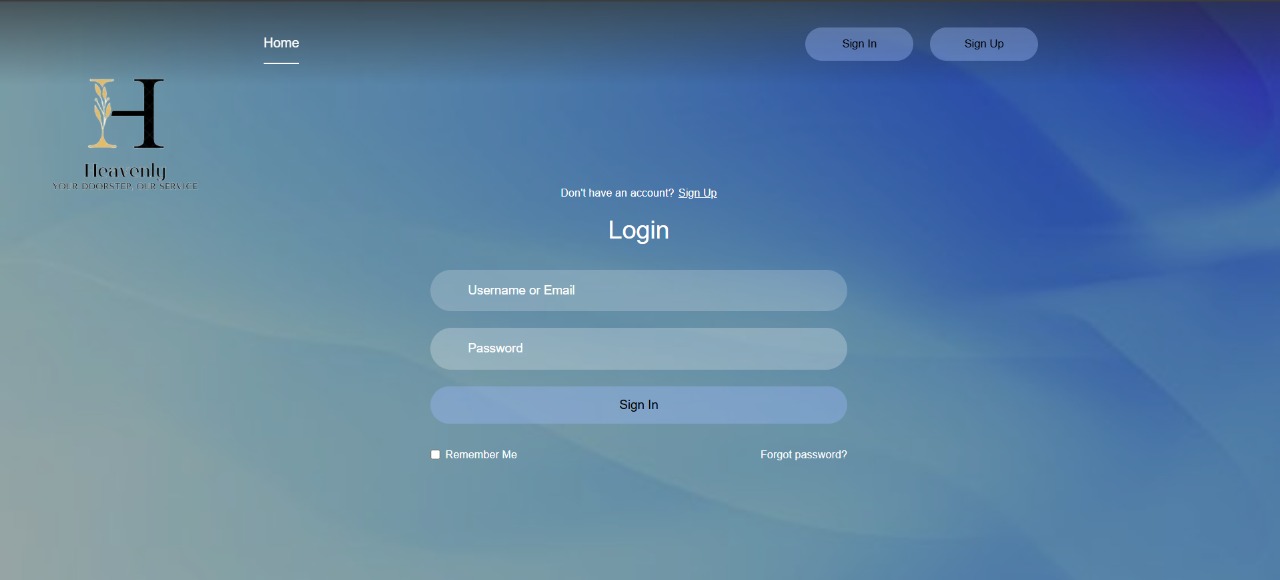 Home
Sign In
Sign Up
H
Heavenly
YOUR DOORSTEP, OUR SERVICE
Don't have an account? Sign Up
Login
Username or Email
Password
Sign In
Remember Me
Forgot password?